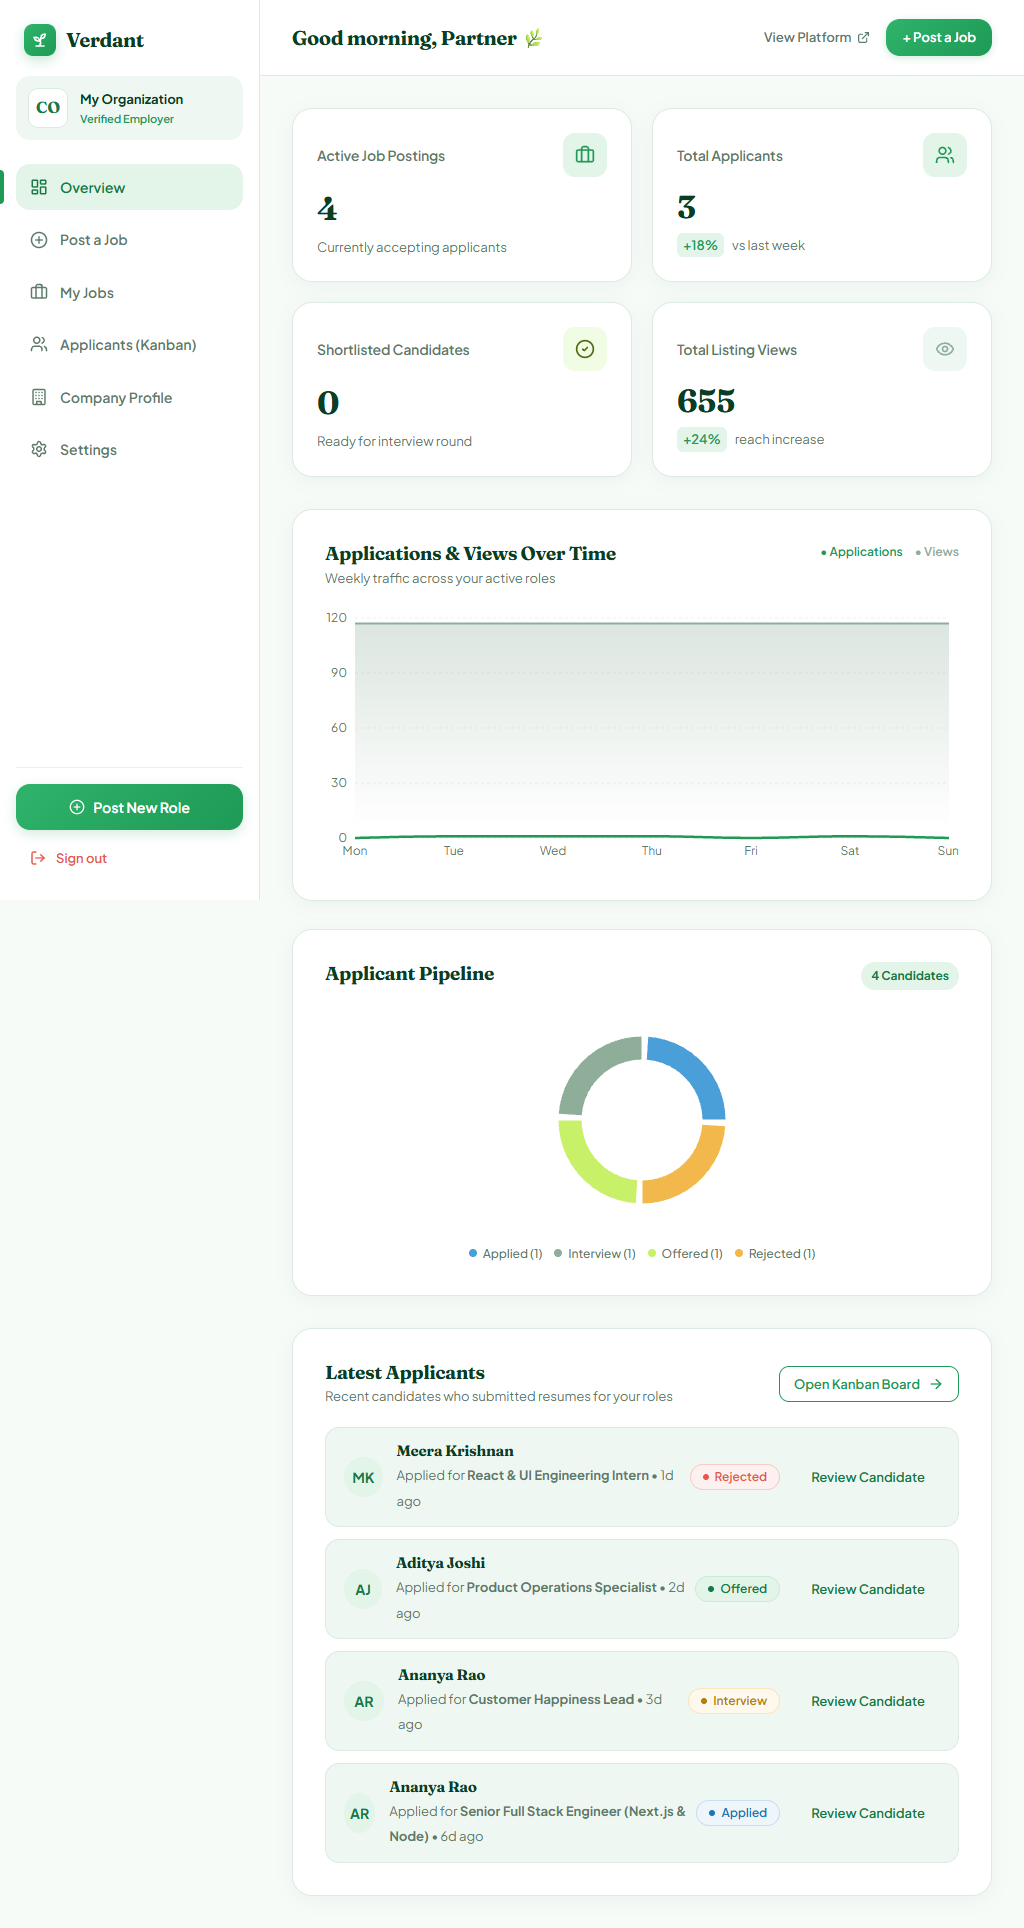 Verdant
CO
My Organization
Verified Employer
Overview
Post a Job
My Jobs
Applicants (Kanban)
Company Profile
Settings
Post New Role
Sign out
Good morning, Partner 🌿
View Platform
+ Post a Job
Active Job Postings
4
Currently accepting applicants
Total Applicants
3
+18% vs last week
Shortlisted Candidates
0
Ready for interview round
Total Listing Views
655
+24% reach increase
Applications & Views Over Time
Weekly traffic across your active roles
• Applications • Views
120
90
60
30
0
Mon Tue Wed Thu Fri Sat Sun
Applicant Pipeline
4 Candidates
Applied (1) Interview (1) Offered (1) Rejected (1)
Latest Applicants
Recent candidates who submitted resumes for your roles
Open Kanban Board
MK
Meera Krishnan
Applied for React & UI Engineering Intern • 1d
ago
Rejected
Review Candidate
AJ
Aditya Joshi
Applied for Product Operations Specialist • 2d
ago
Offered
Review Candidate
AR
Ananya Rao
Applied for Customer Happiness Lead • 3d
ago
Interview
Review Candidate
AR
Ananya Rao
Applied for Senior Full Stack Engineer (Next.js &
Node) • 6d ago
Applied
Review Candidate